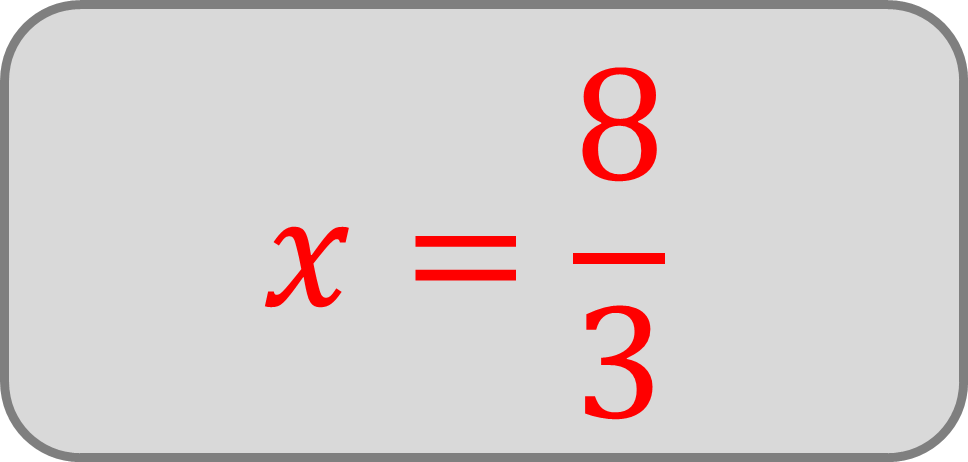 x = 8/3